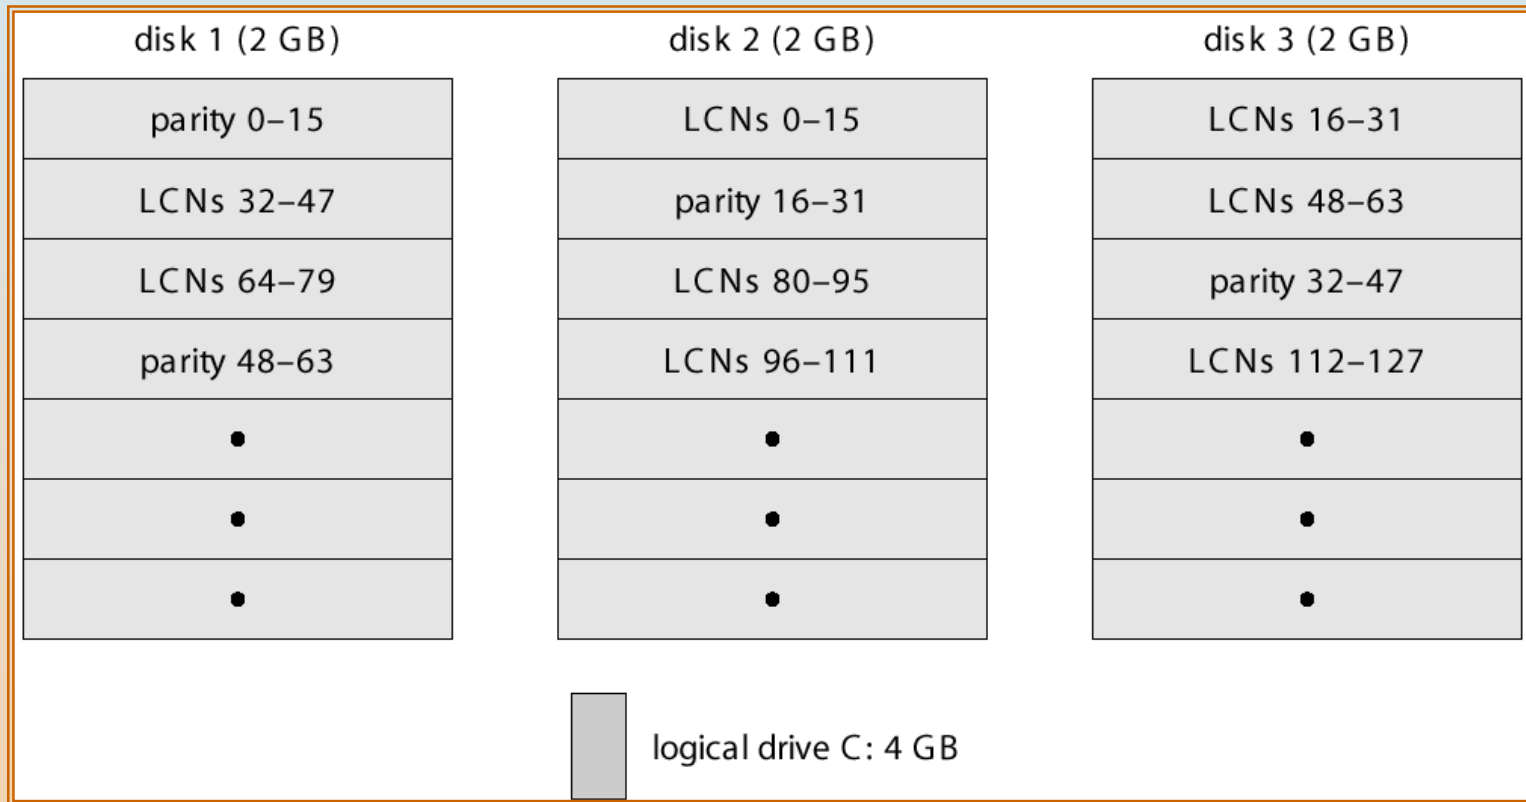 disk 1 (2 GB)
disk 2 (2 GB)
disk 3 (2 GB)
parity 0–15
LCNs 0–15
LCNs 16–31
LCNs 32–47
parity 16–31
LCNs 48–63
LCNs 64–79
LCNs 80–95
parity 32–47
parity 48–63
LCNs 96–111
LCNs 112–127
logical drive C: 4 GB